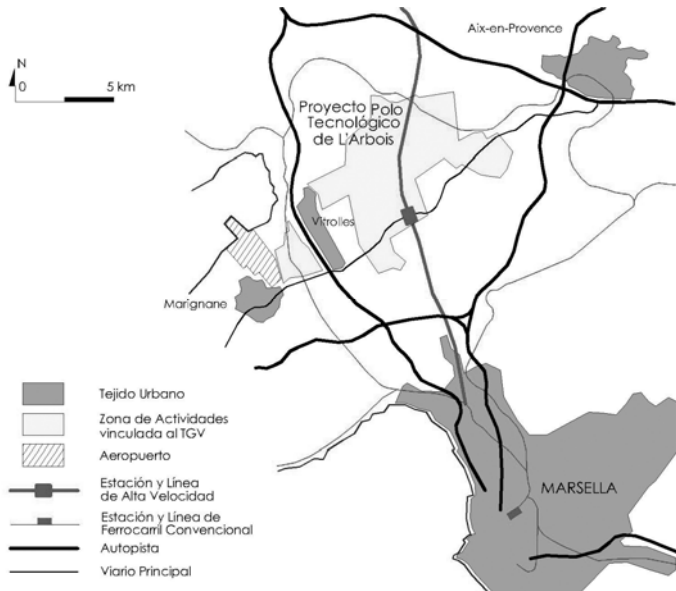 Aix-en-Provence
N
0 5 km
Proyecto Polo
Tecnológico
de L'Arbois
Vitrolles
Marignane
Tejido Urbano
Zona de Actividades
vinculada al TGV
Aeropuerto
Estación y Línea
de Alta Velocidad
MARSELLA
Estación y Línea de
Ferrocarril Convencional
Autopista
Viario Principal